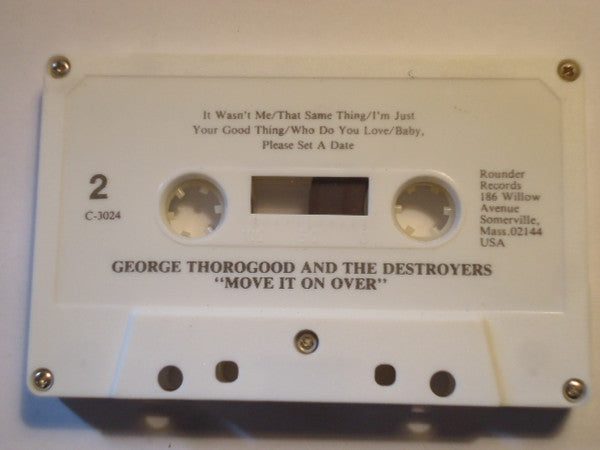 It Wasn't Me/That Same Thing/I'm Just
Your Good Thing/Who Do You Love/Baby,
Please Set A Date
2
C-3024
Rounder
Records
186 Willow
Avenue
Somerville,
Mass.02144
USA
GEORGE THOROGOOD AND THE DESTROYERS
“MOVE IT ON OVER”